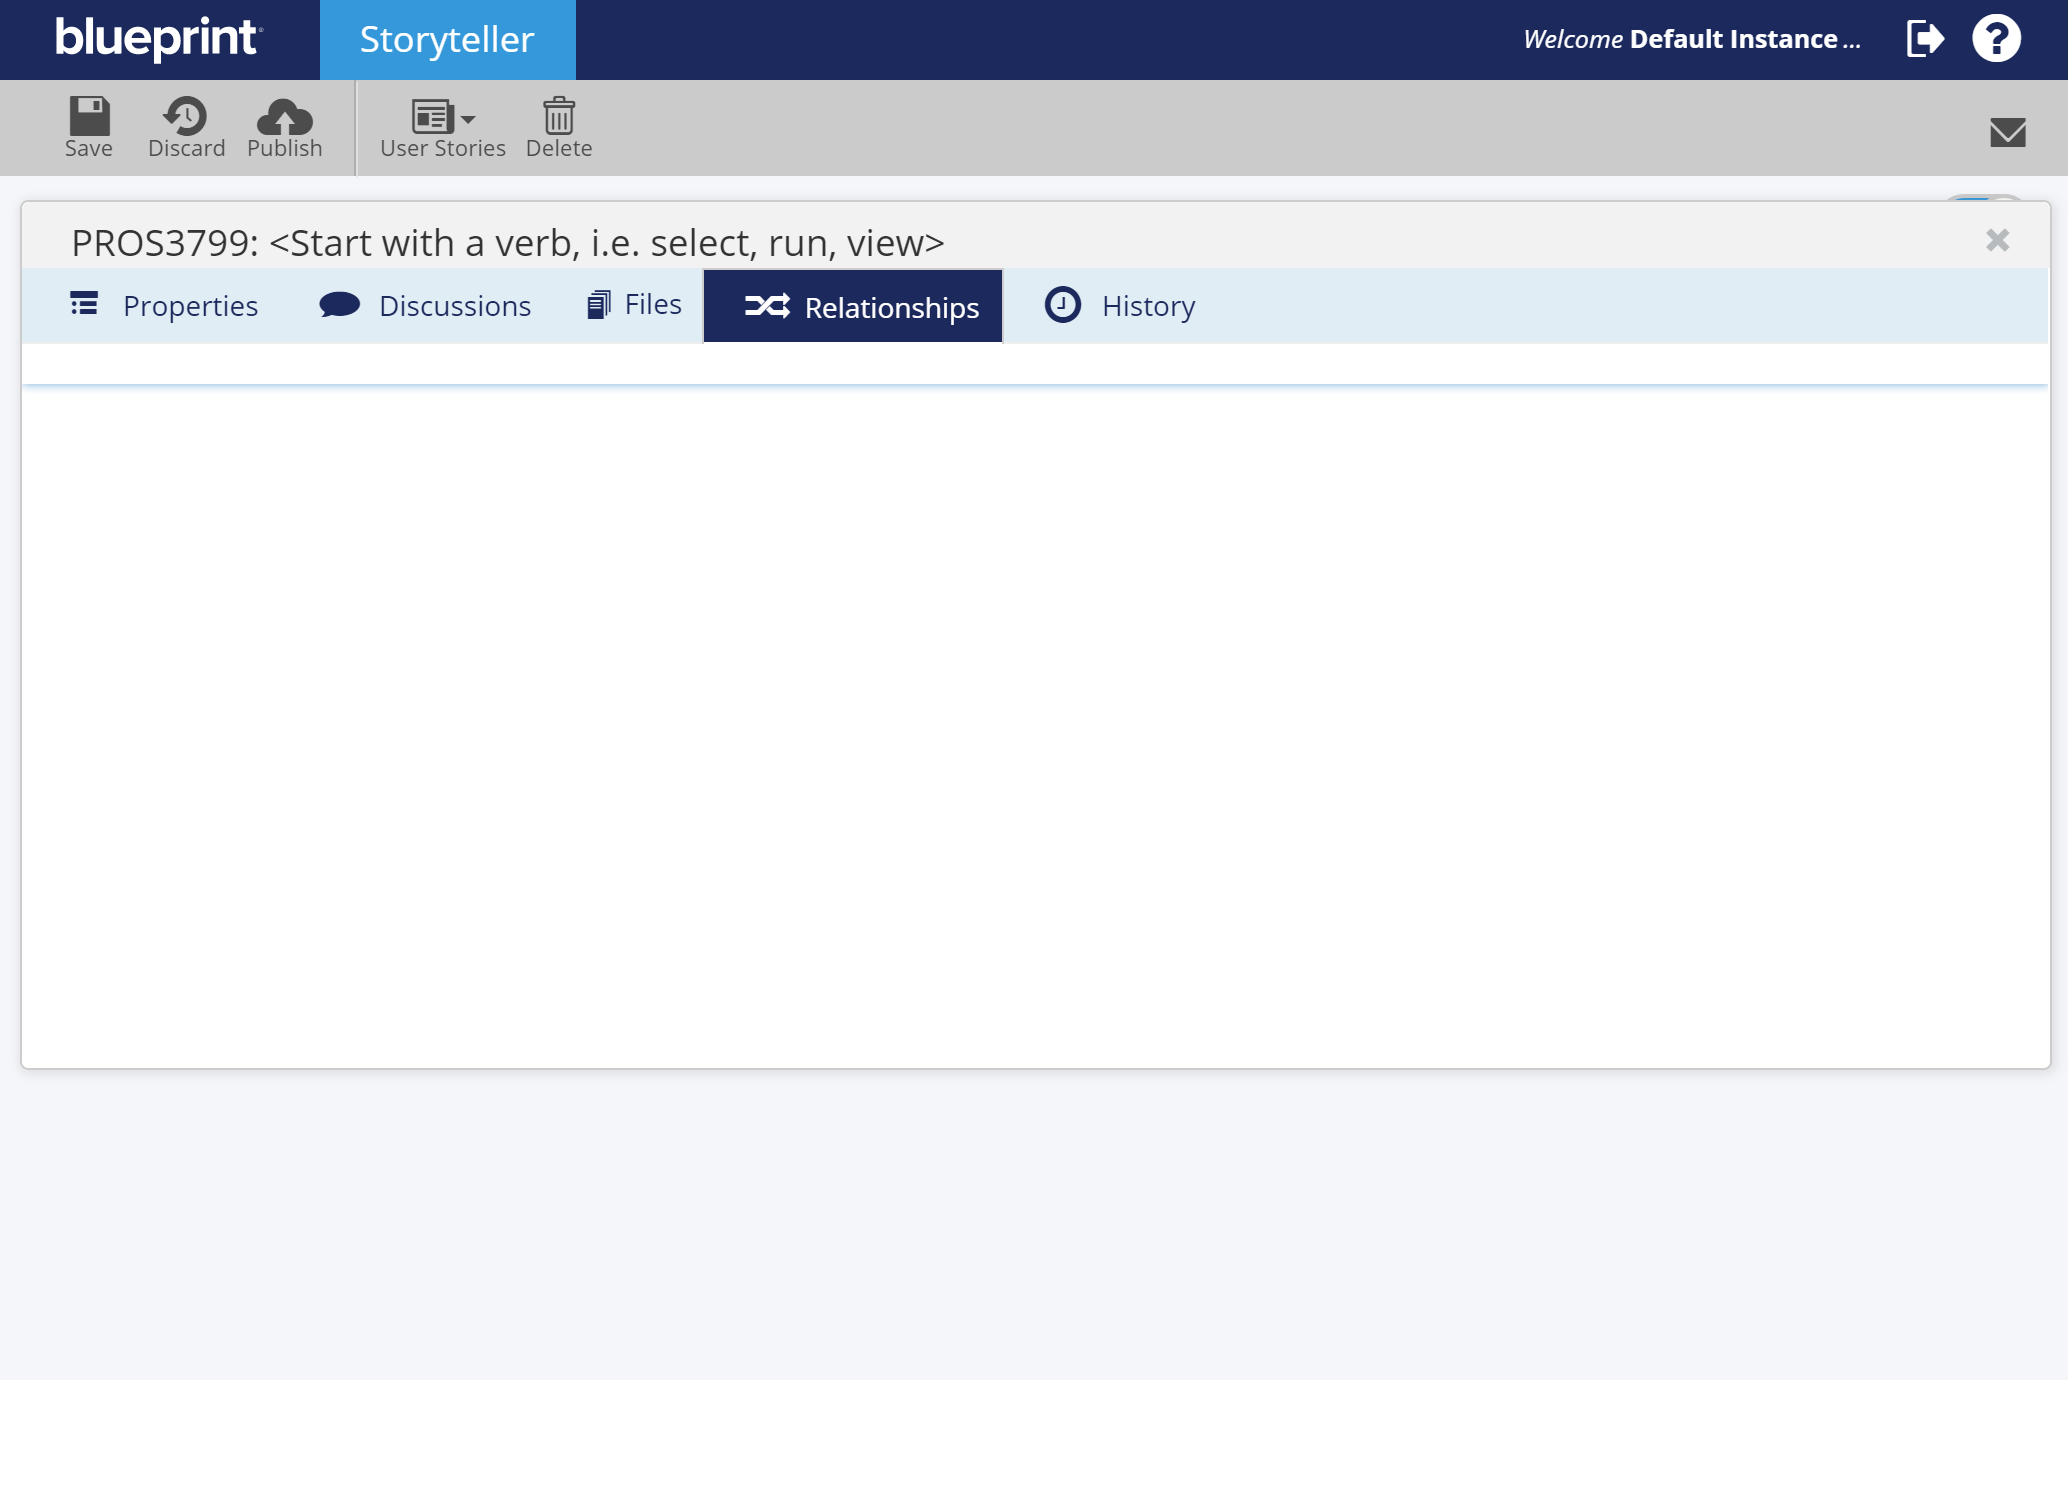 blueprint
Storyteller
Welcome Default Instance ...
Save
Discard
Publish
User Stories
Delete
PROS3799: <Start with a verb, i.e. select, run, view>
Properties
Discussions
Files
Relationships
History